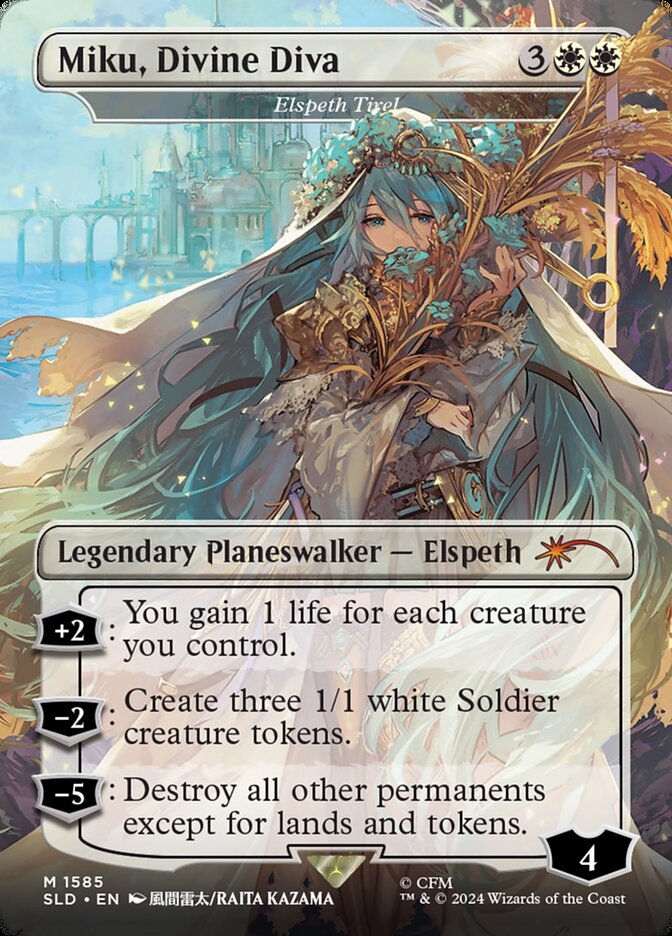 Miku, Divine Diva 3
Elspeth Tirel
Legendary Planeswalker — Elspeth
+2: You gain 1 life for each creature
you control.
−2: Create three 1/1 white Soldier
creature tokens.
−5: Destroy all other permanents
except for lands and tokens.
4
M 1585
SLD • EN 風間雷太/RAITA KAZAMA
© CFM
™ & © 2024 Wizards of the Coast